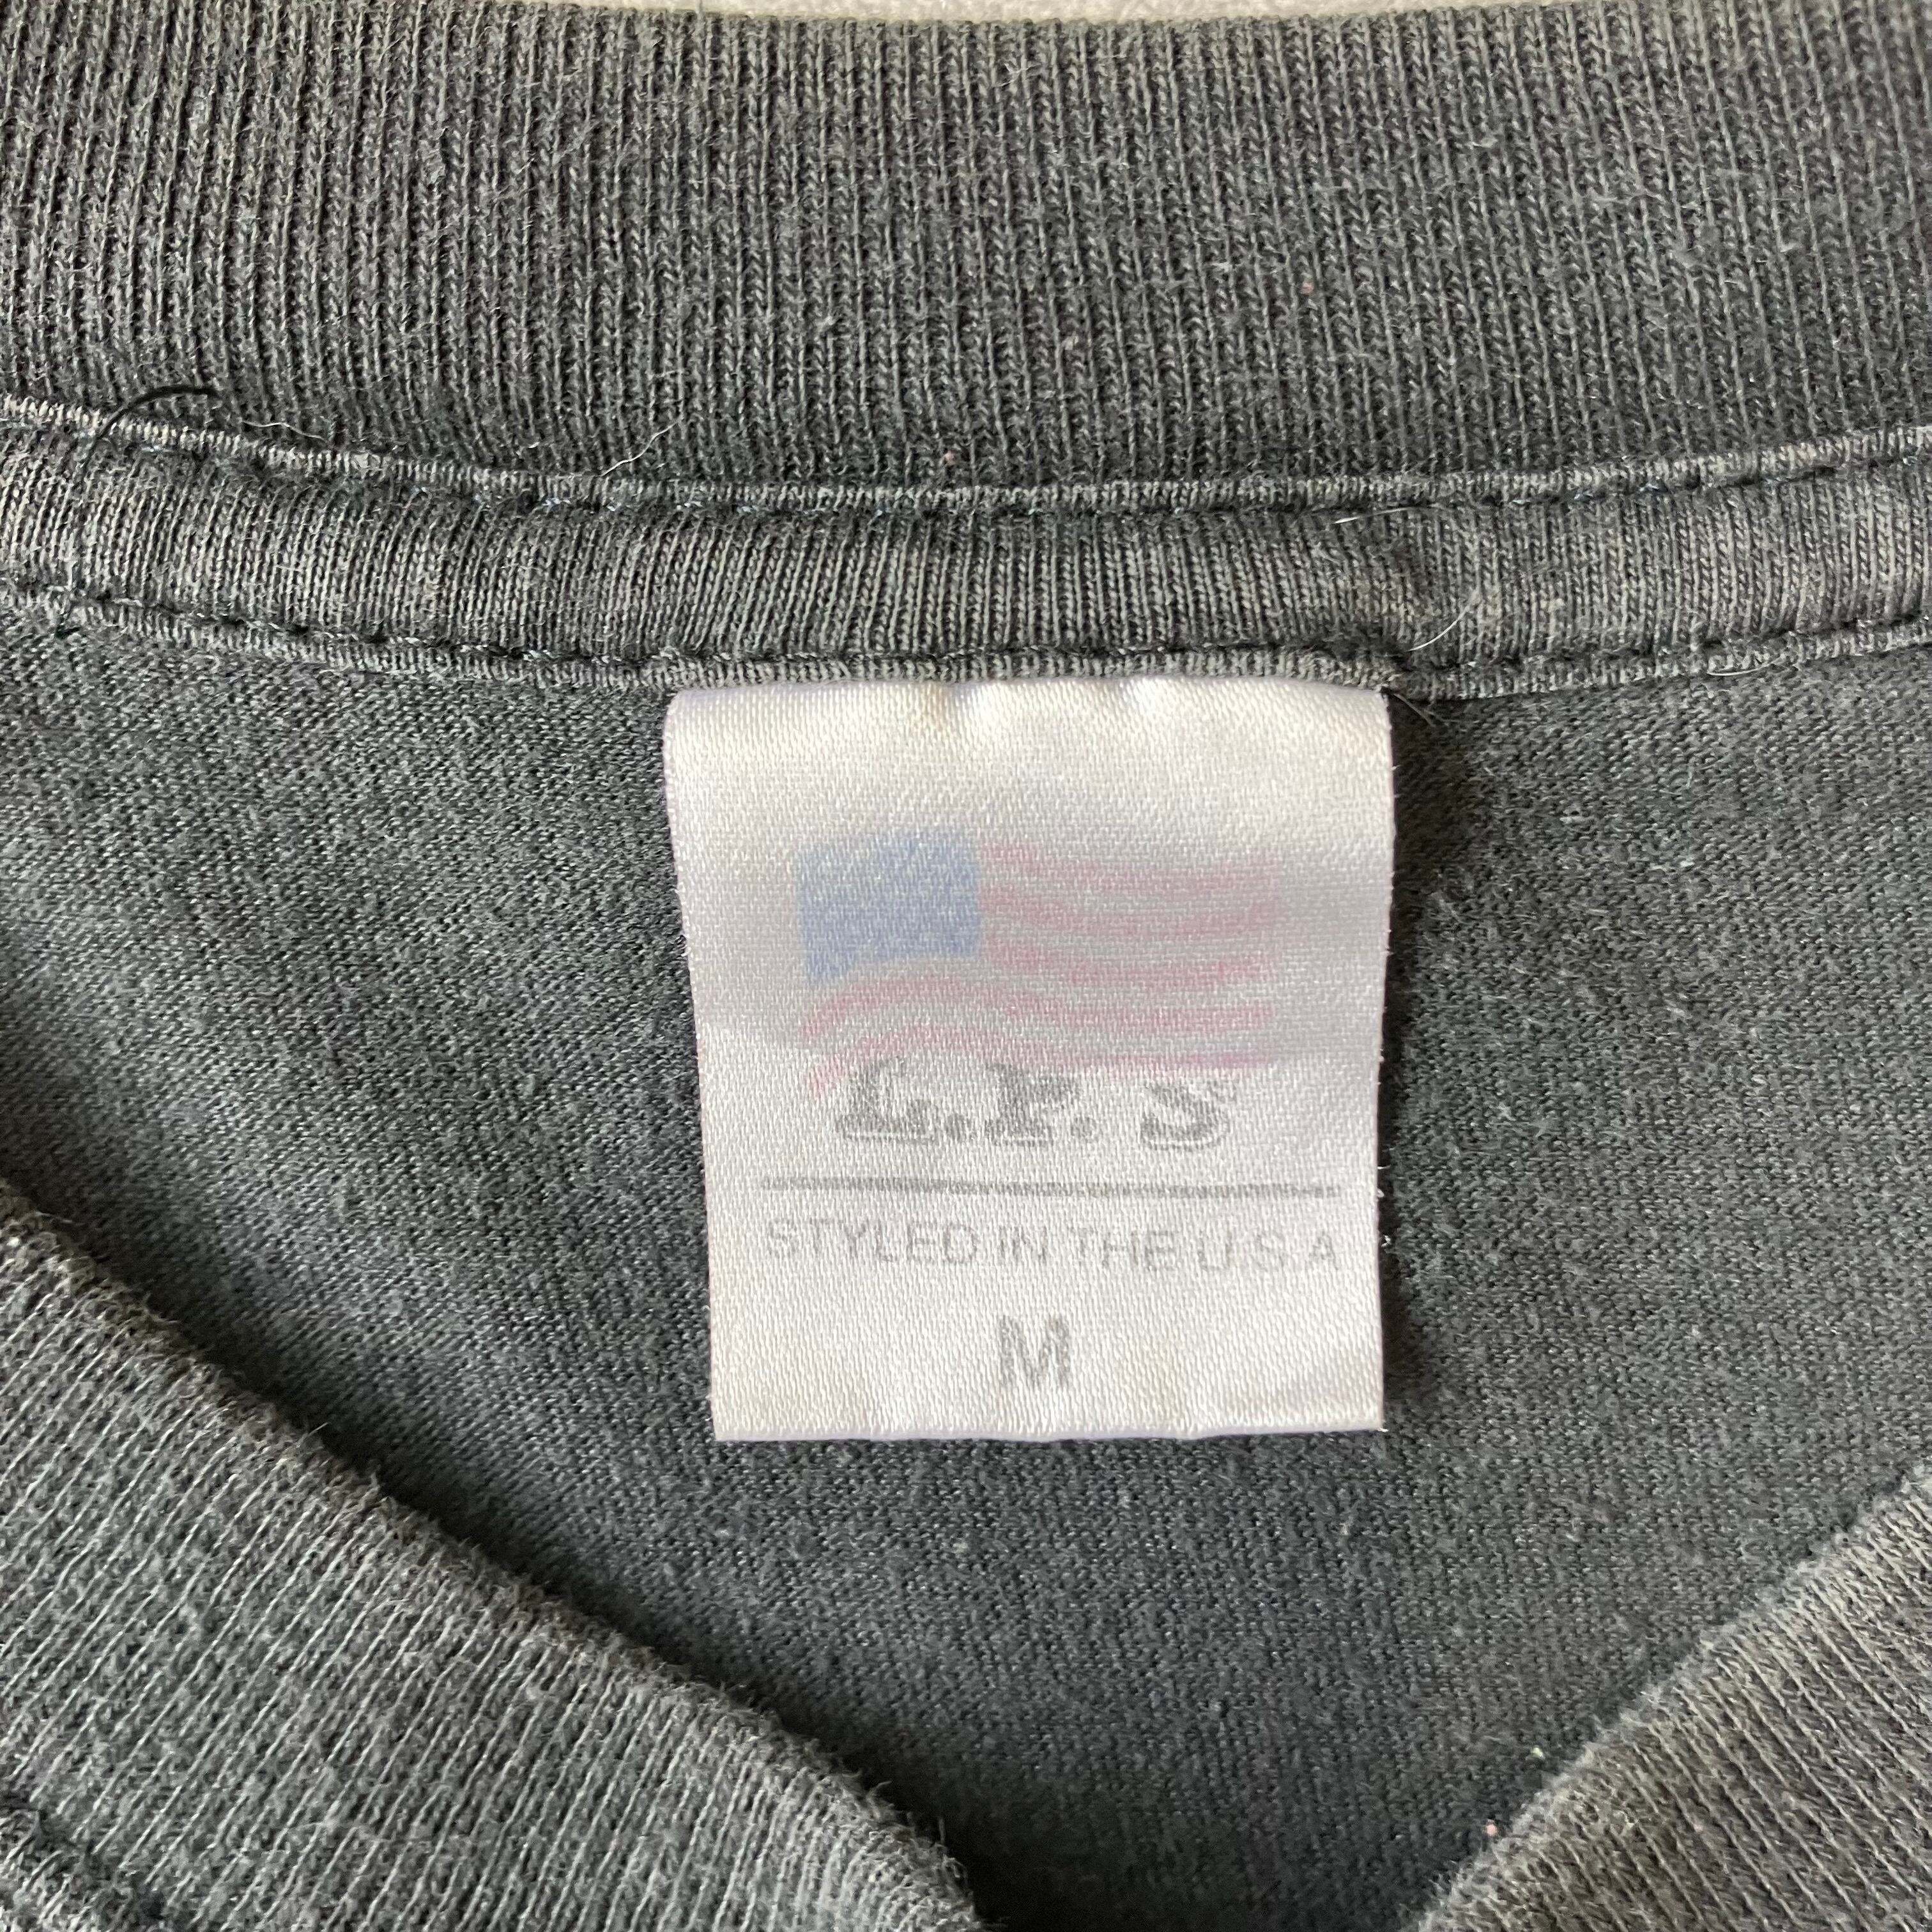 L.P.S
STYLED IN THE U.S.A
M